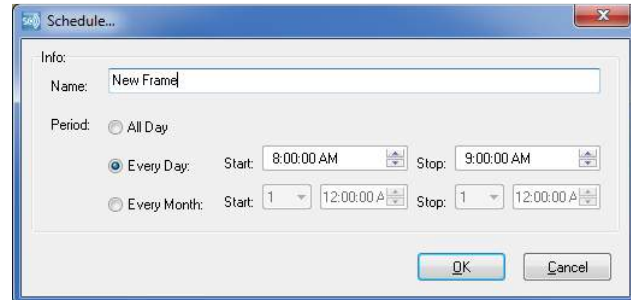 Schedule...
Info:
Name: New Frame
Period: All Day
Every Day: Start: 8:00:00 AM Stop: 9:00:00 AM
Every Month: Start: 1 12:00:00 A Stop: 1 12:00:00 A
OK Cancel